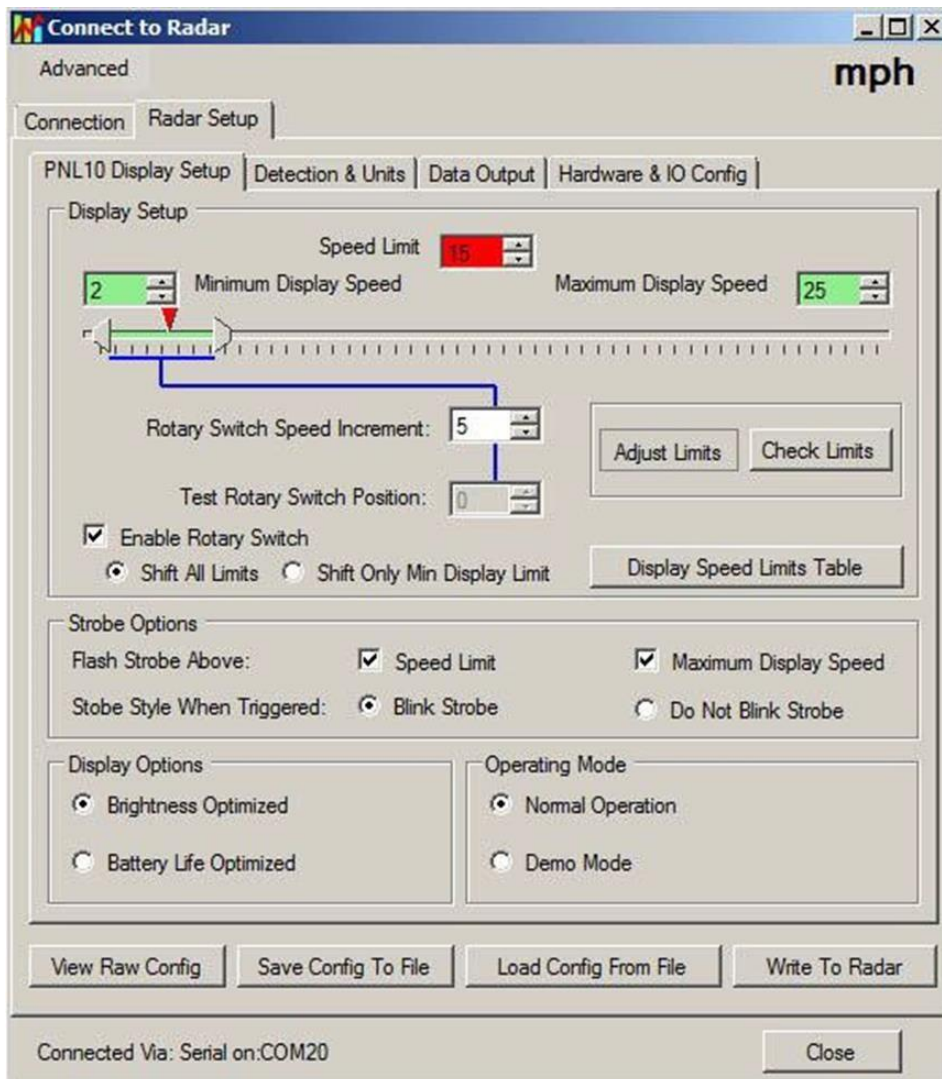 Connect to Radar
Advanced
mph
Connection
Radar Setup
PNL10 Display Setup
Detection & Units
Data Output
Hardware & IO Config
Display Setup
Speed Limit
15
2
Minimum Display Speed
Maximum Display Speed
25
Rotary Switch Speed Increment:
5
Adjust Limits
Check Limits
Test Rotary Switch Position:
0
Enable Rotary Switch
Shift All Limits
Shift Only Min Display Limit
Display Speed Limits Table
Strobe Options
Flash Strobe Above:
Speed Limit
Maximum Display Speed
Stobe Style When Triggered:
Blink Strobe
Do Not Blink Strobe
Display Options
Brightness Optimized
Battery Life Optimized
Operating Mode
Normal Operation
Demo Mode
View Raw Config
Save Config To File
Load Config From File
Write To Radar
Connected Via: Serial on:COM20
Close